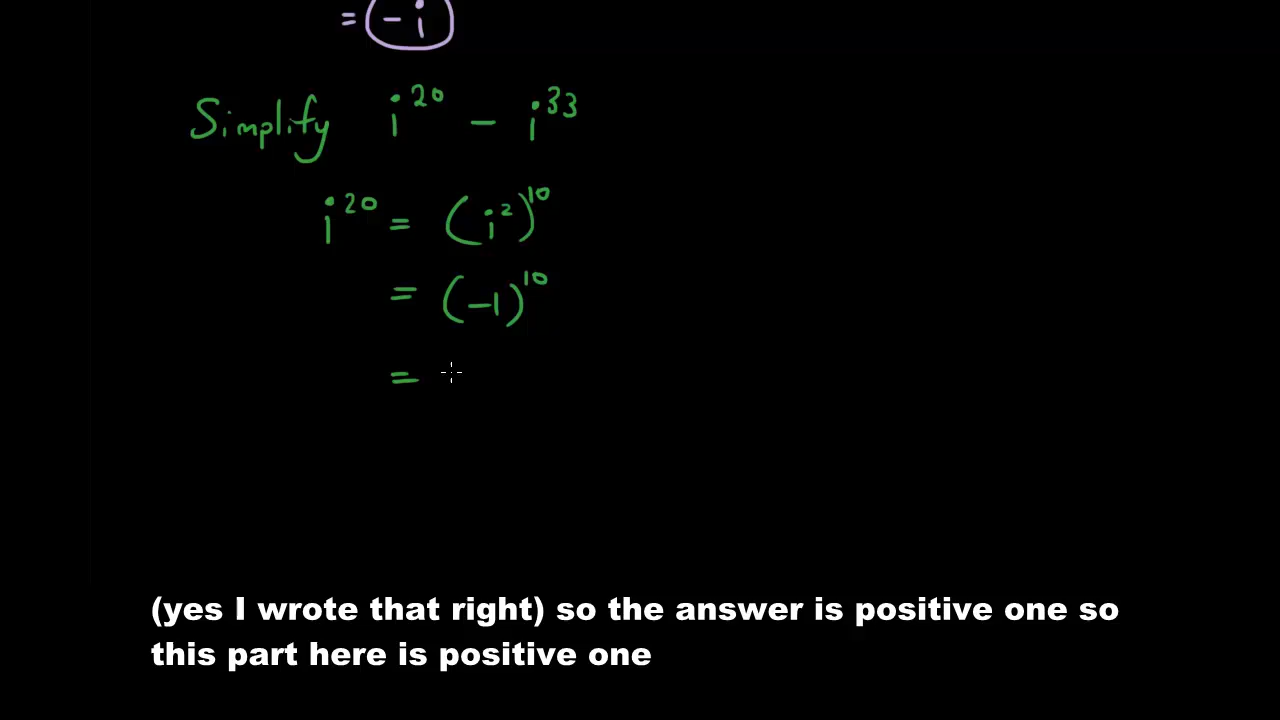 = -i
Simplify i²⁰ - i³³
i²⁰ = (i²)¹⁰
= (-1)¹⁰
=
(yes I wrote that right) so the answer is positive one so
this part here is positive one